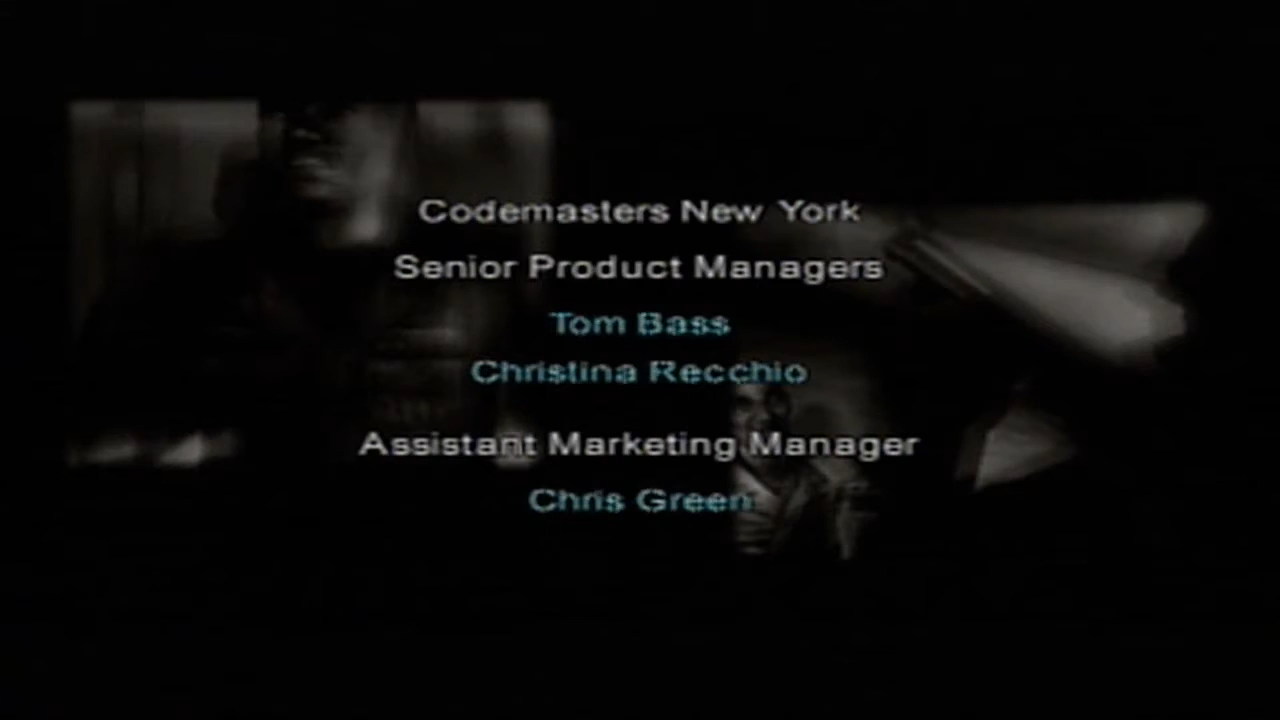 Codemasters New York
Senior Product Managers
Tom Bass
Christina Recchio
Assistant Marketing Manager
Chris Green